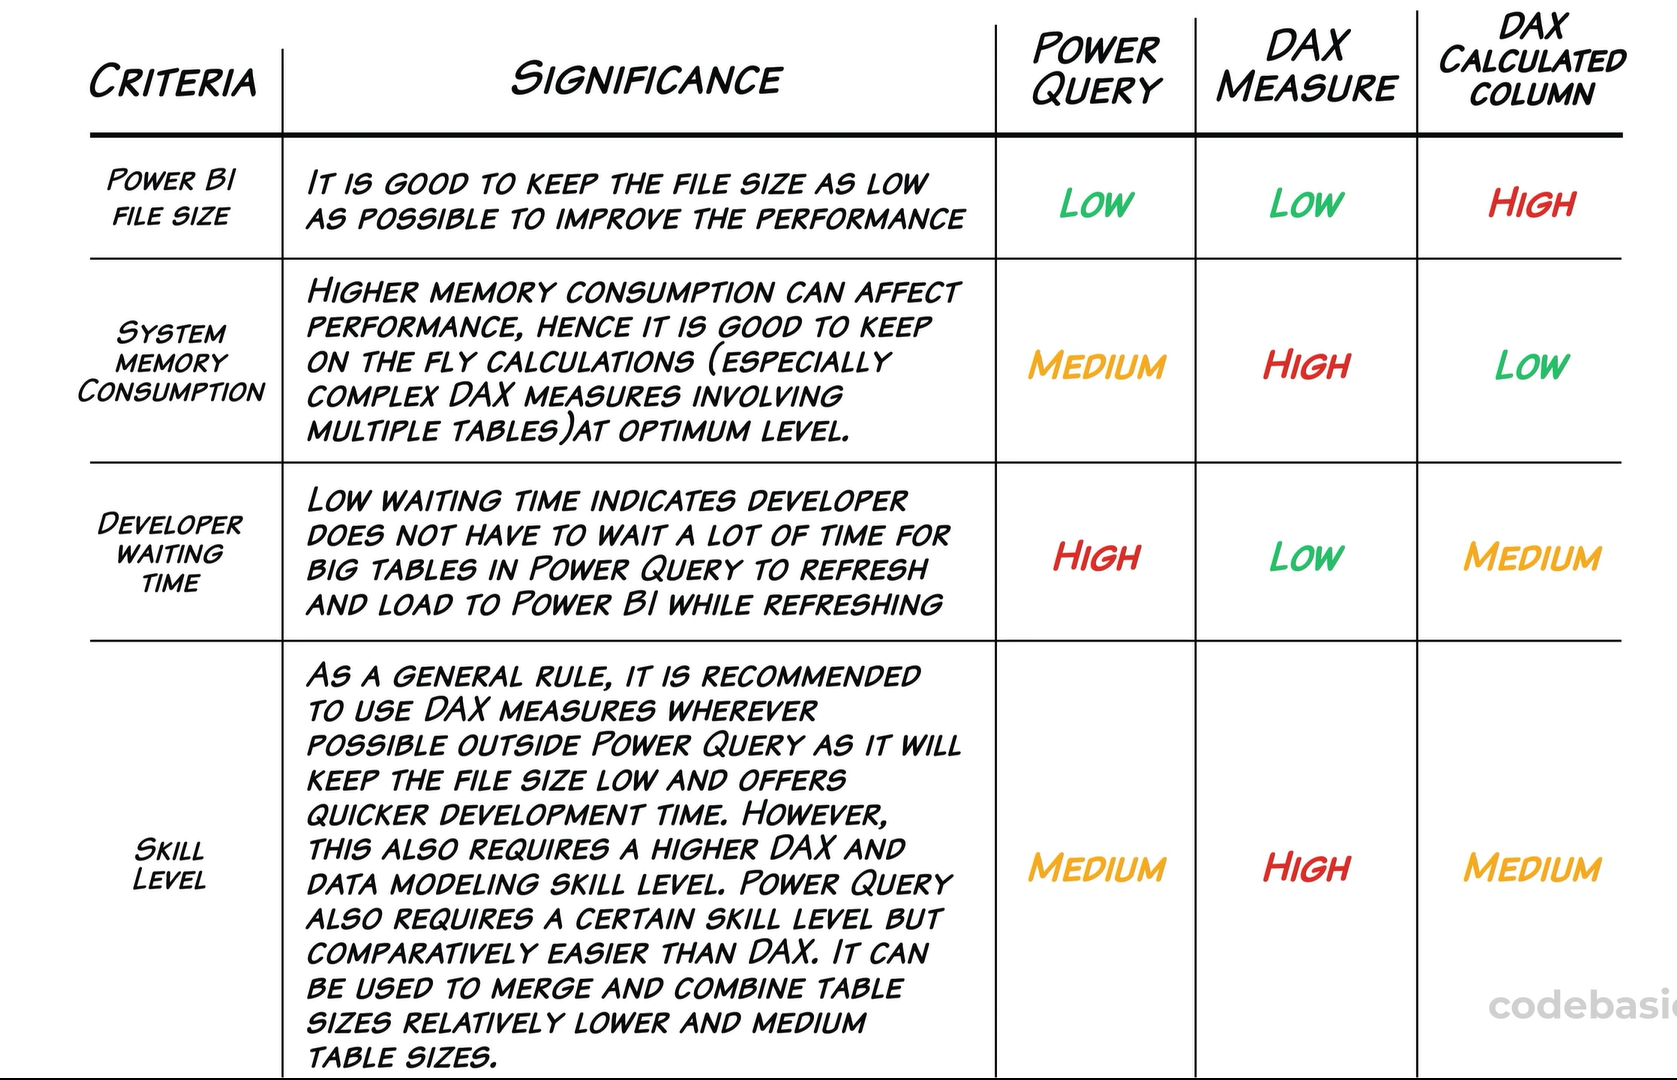 CRITERIA
SIGNIFICANCE
POWER
QUERY
DAX
MEASURE
DAX
CALCULATED
COLUMN
POWER BI
FILE SIZE
IT IS GOOD TO KEEP THE FILE SIZE AS LOW
AS POSSIBLE TO IMPROVE THE PERFORMANCE
LOW
LOW
HIGH
SYSTEM
MEMORY
CONSUMPTION
HIGHER MEMORY CONSUMPTION CAN AFFECT
PERFORMANCE, HENCE IT IS GOOD TO KEEP
ON THE FLY CALCULATIONS (ESPECIALLY
COMPLEX DAX MEASURES INVOLVING
MULTIPLE TABLES)AT OPTIMUM LEVEL.
MEDIUM
HIGH
LOW
DEVELOPER
WAITING
TIME
LOW WAITING TIME INDICATES DEVELOPER
DOES NOT HAVE TO WAIT A LOT OF TIME FOR
BIG TABLES IN POWER QUERY TO REFRESH
AND LOAD TO POWER BI WHILE REFRESHING
HIGH
LOW
MEDIUM
SKILL
LEVEL
AS A GENERAL RULE, IT IS RECOMMENDED
TO USE DAX MEASURES WHEREVER
POSSIBLE OUTSIDE POWER QUERY AS IT WILL
KEEP THE FILE SIZE LOW AND OFFERS
QUICKER DEVELOPMENT TIME. HOWEVER,
THIS ALSO REQUIRES A HIGHER DAX AND
DATA MODELING SKILL LEVEL. POWER QUERY
ALSO REQUIRES A CERTAIN SKILL LEVEL BUT
COMPARATIVELY EASIER THAN DAX. IT CAN
BE USED TO MERGE AND COMBINE TABLE
SIZES RELATIVELY LOWER AND MEDIUM
TABLE SIZES.
MEDIUM
HIGH
MEDIUM